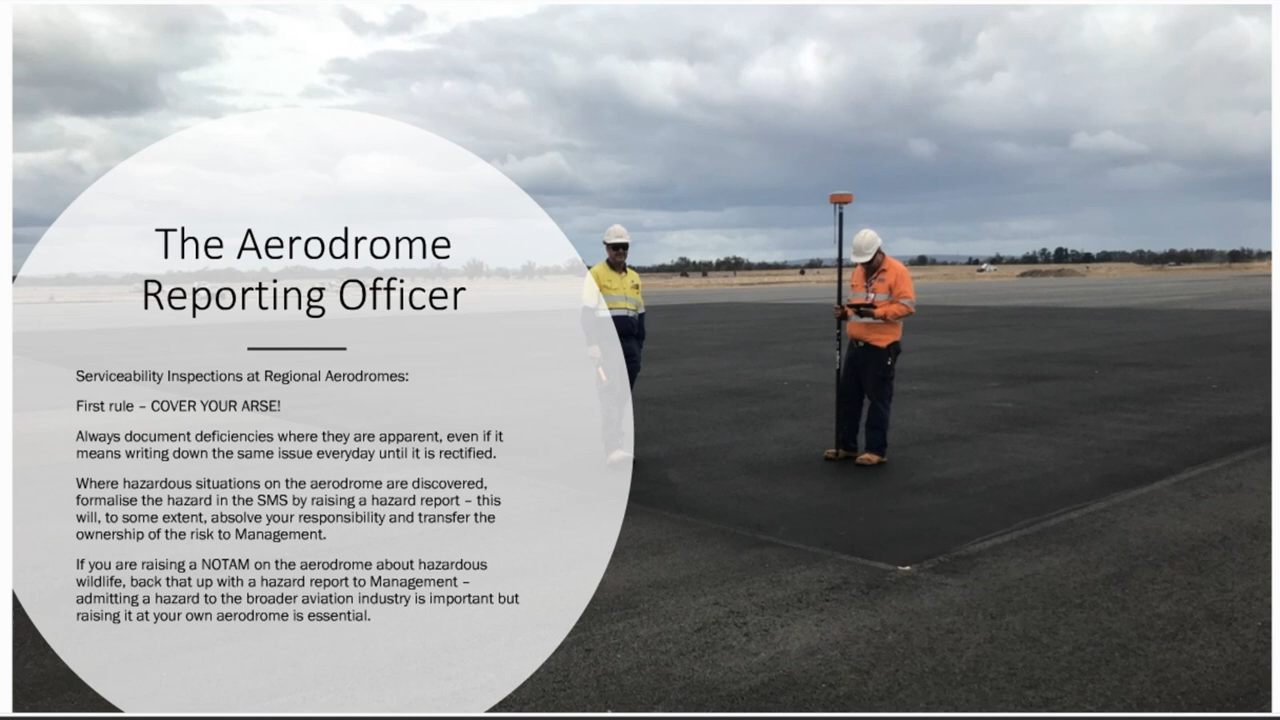 The Aerodrome
Reporting Officer
Serviceability Inspections at Regional Aerodromes:
First rule – COVER YOUR ARSE!
Always document deficiencies where they are apparent, even if it
means writing down the same issue everyday until it is rectified.
Where hazardous situations on the aerodrome are discovered,
formalise the hazard in the SMS by raising a hazard report – this
will, to some extent, absolve your responsibility and transfer the
ownership of the risk to Management.
If you are raising a NOTAM on the aerodrome about hazardous
wildlife, back that up with a hazard report to Management –
admitting a hazard to the broader aviation industry is important but
raising it at your own aerodrome is essential.